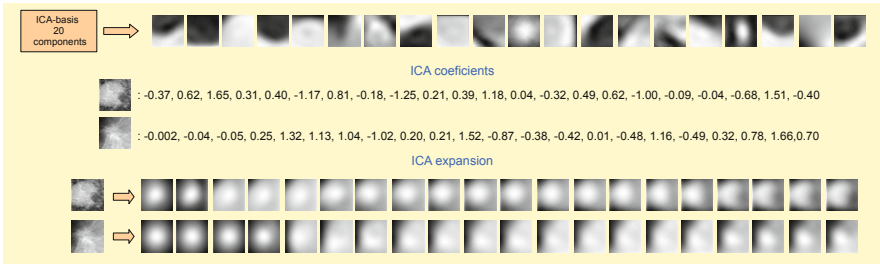 ICA-basis
20
components
ICA coeficients
: -0.37, 0.62, 1.65, 0.31, 0.40, -1.17, 0.81, -0.18, -1.25, 0.21, 0.39, 1.18, 0.04, -0.32, 0.49, 0.62, -1.00, -0.09, -0.04, -0.68, 1.51, -0.40
: -0.002, -0.04, -0.05, 0.25, 1.32, 1.13, 1.04, -1.02, 0.20, 0.21, 1.52, -0.87, -0.38, -0.42, 0.01, -0.48, 1.16, -0.49, 0.32, 0.78, 1.66,0.70
ICA expansion